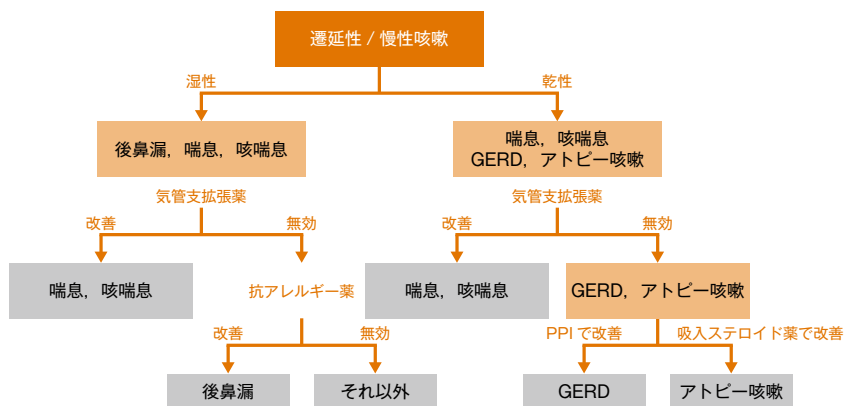 遷延性 / 慢性咳嗽
湿性
乾性
後鼻漏，喘息，咳喘息
喘息，咳喘息
GERD，アトピー咳嗽
気管支拡張薬
気管支拡張薬
改善
無効
改善
無効
喘息，咳喘息
抗アレルギー薬
喘息，咳喘息
GERD，アトピー咳嗽
改善
無効
PPI で改善
吸入ステロイド薬で改善
後鼻漏
それ以外
GERD
アトピー咳嗽